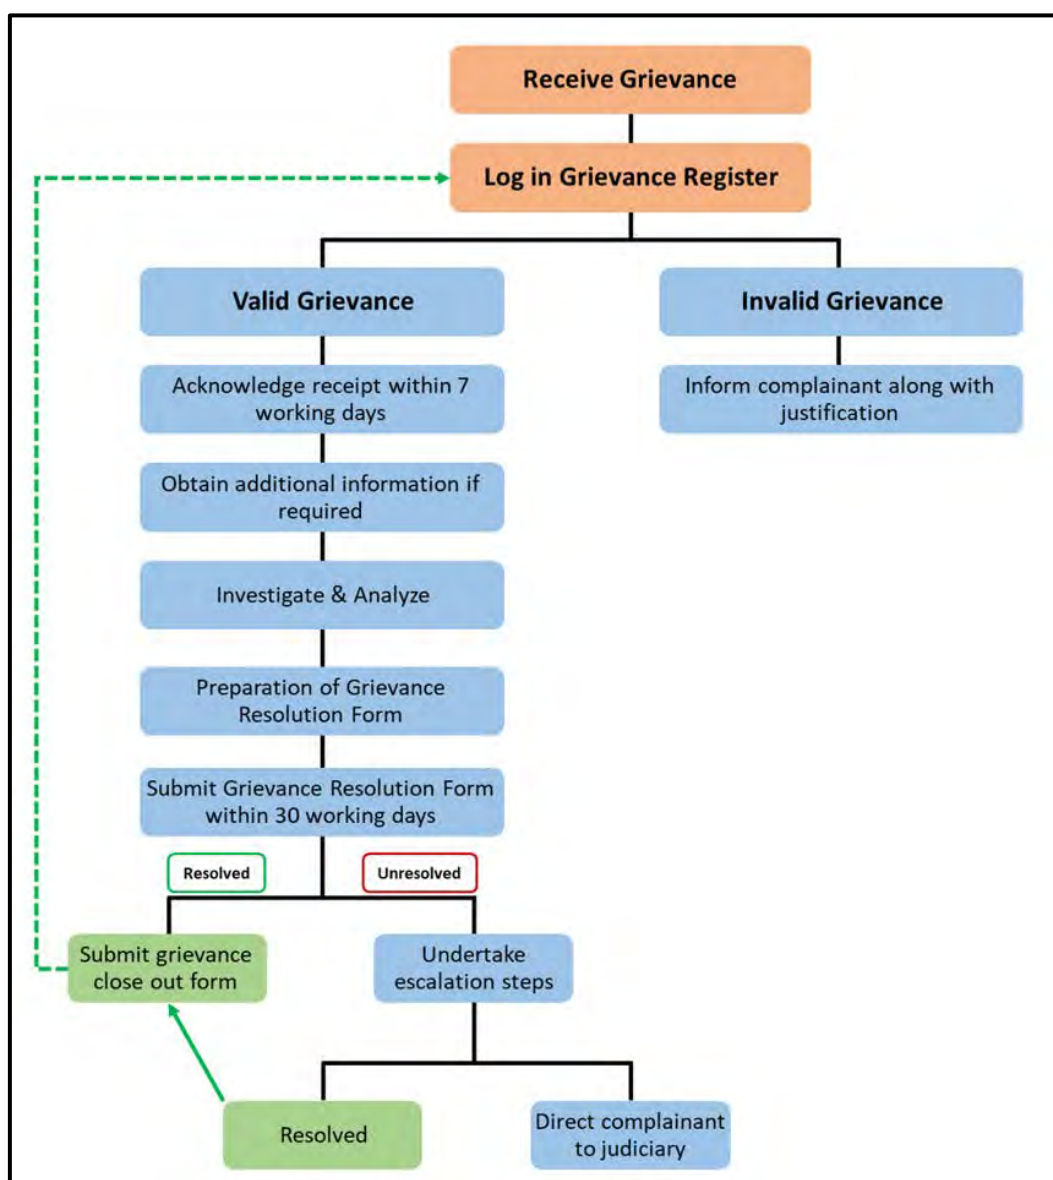 Receive Grievance
Log in Grievance Register
Valid Grievance
Invalid Grievance
Acknowledge receipt within 7
working days
Inform complainant along with
justification
Obtain additional information if
required
Investigate & Analyze
Preparation of Grievance
Resolution Form
Submit Grievance Resolution Form
within 30 working days
Resolved
Unresolved
Submit grievance
close out form
Undertake
escalation steps
Resolved
Direct complainant
to judiciary